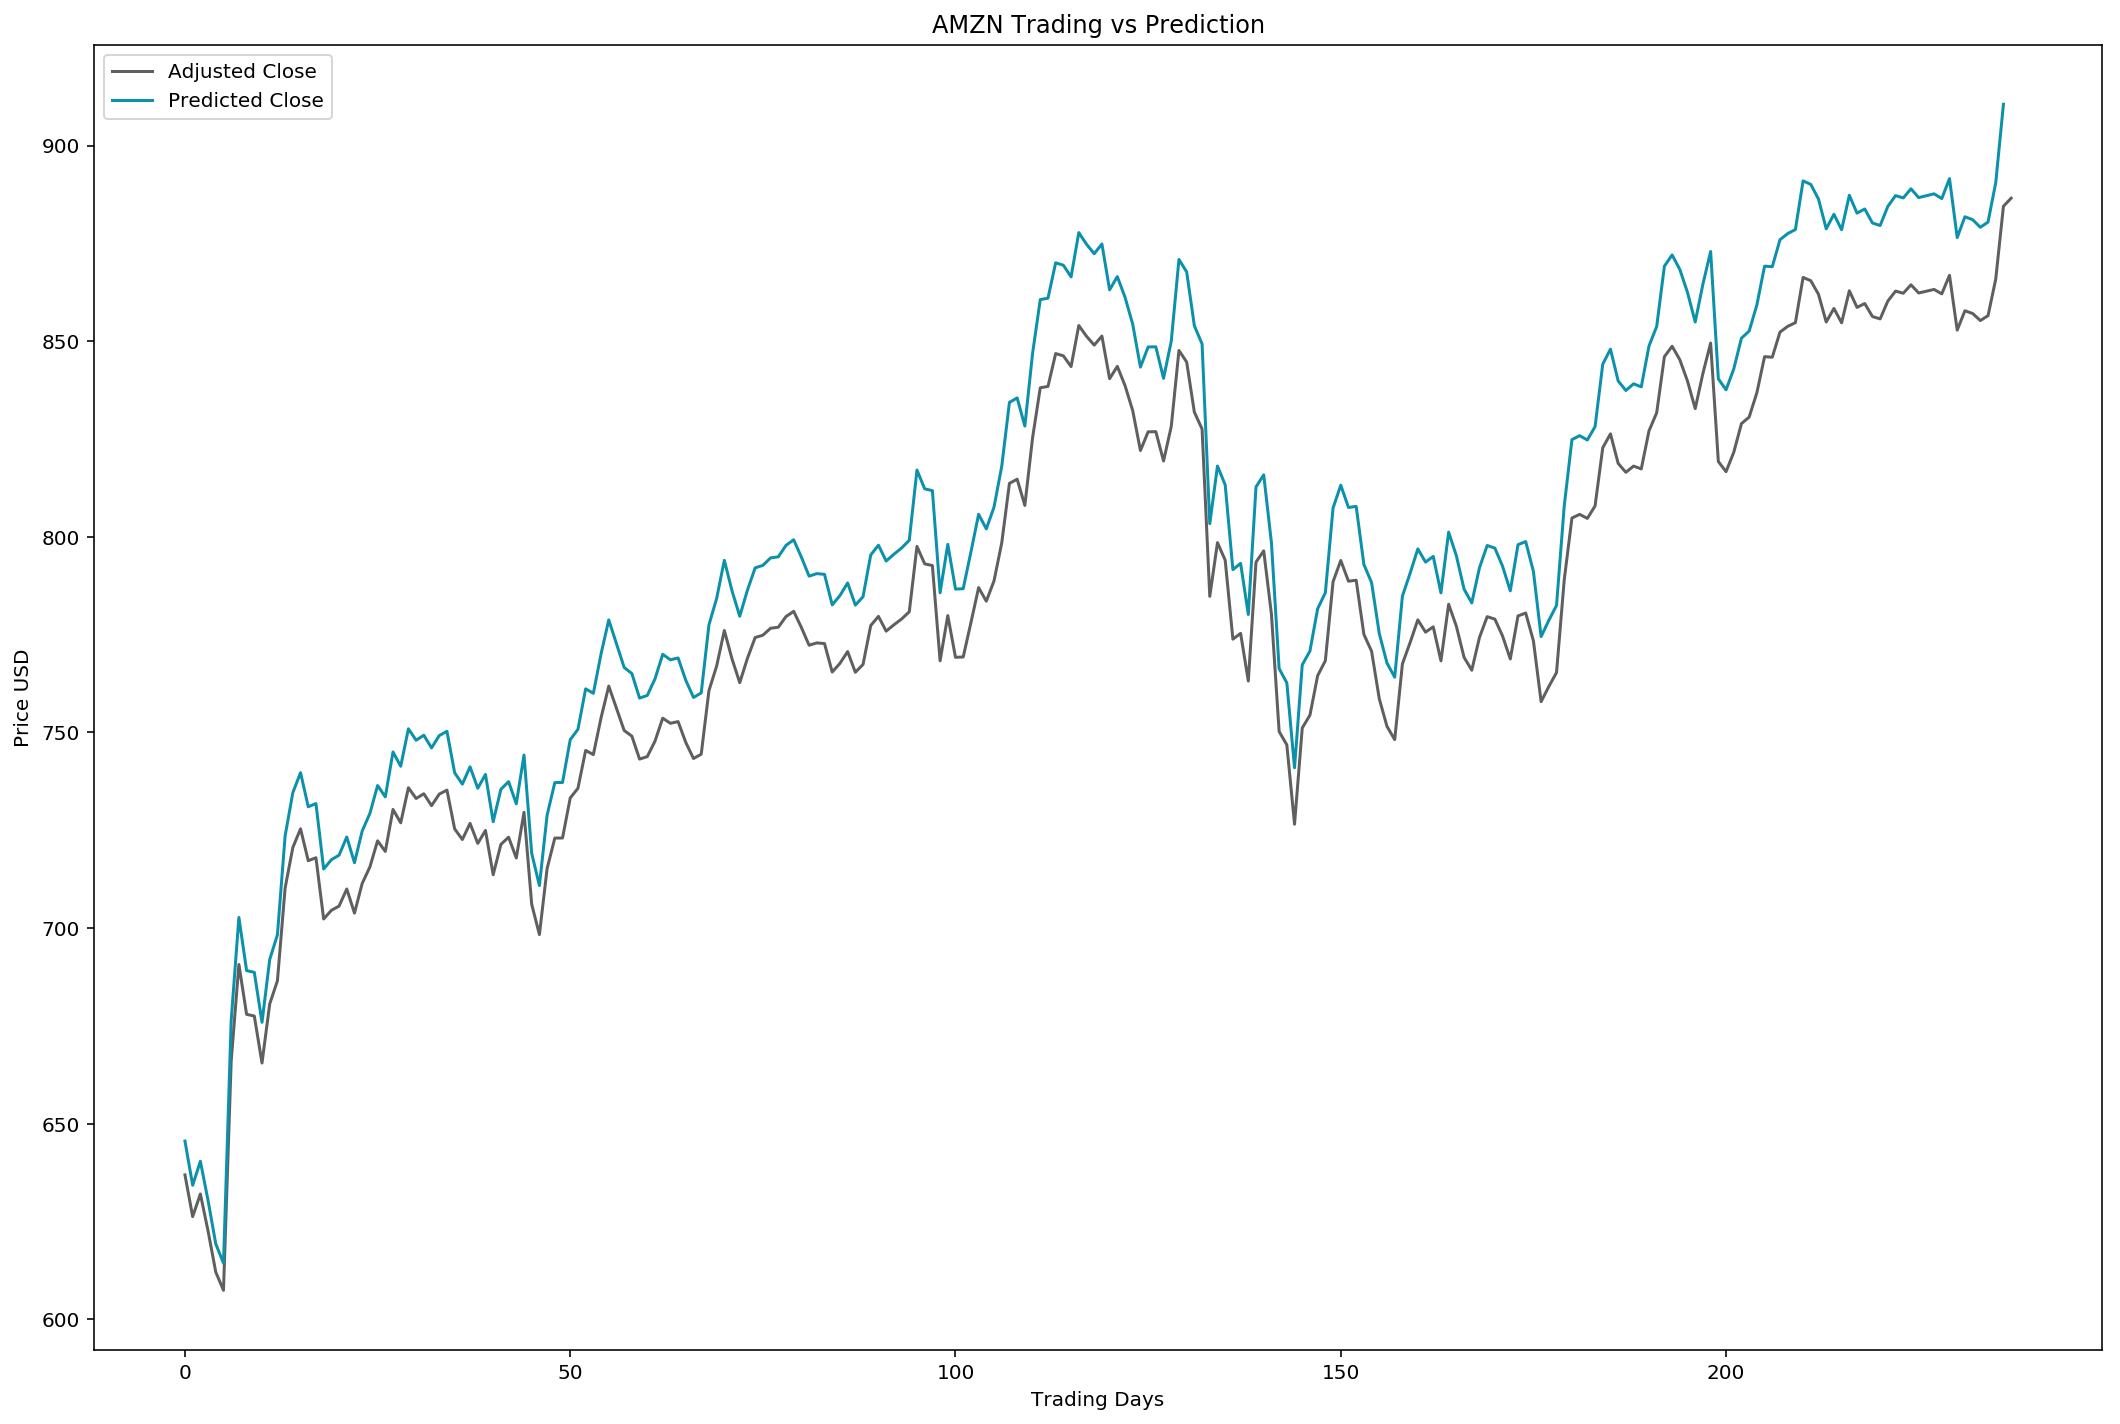 AMZN Trading vs Prediction
Adjusted Close
Predicted Close
900
850
800
750
700
650
600
Price USD
0 50 100 150 200
Trading Days